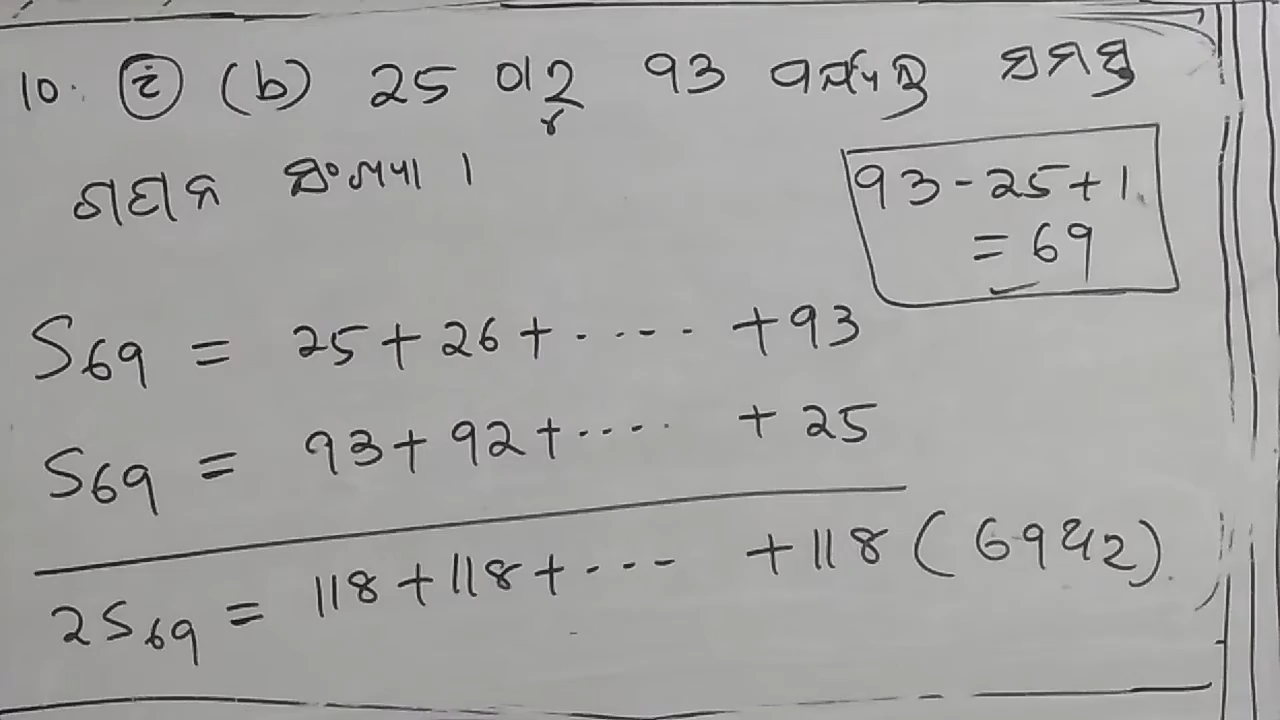 10. ଝ (b) 25 ଠାରୁ 93 ପର୍ଯ୍ୟନ୍ତ ସମସ୍ତ
ଗଣନ ସଂଖ୍ୟା ।
93 - 25 + 1
= 69
S69 = 25 + 26 + ..... + 93
S69 = 93 + 92 + ..... + 25
2S69 = 118 + 118 + ... + 118 (69ଥର)